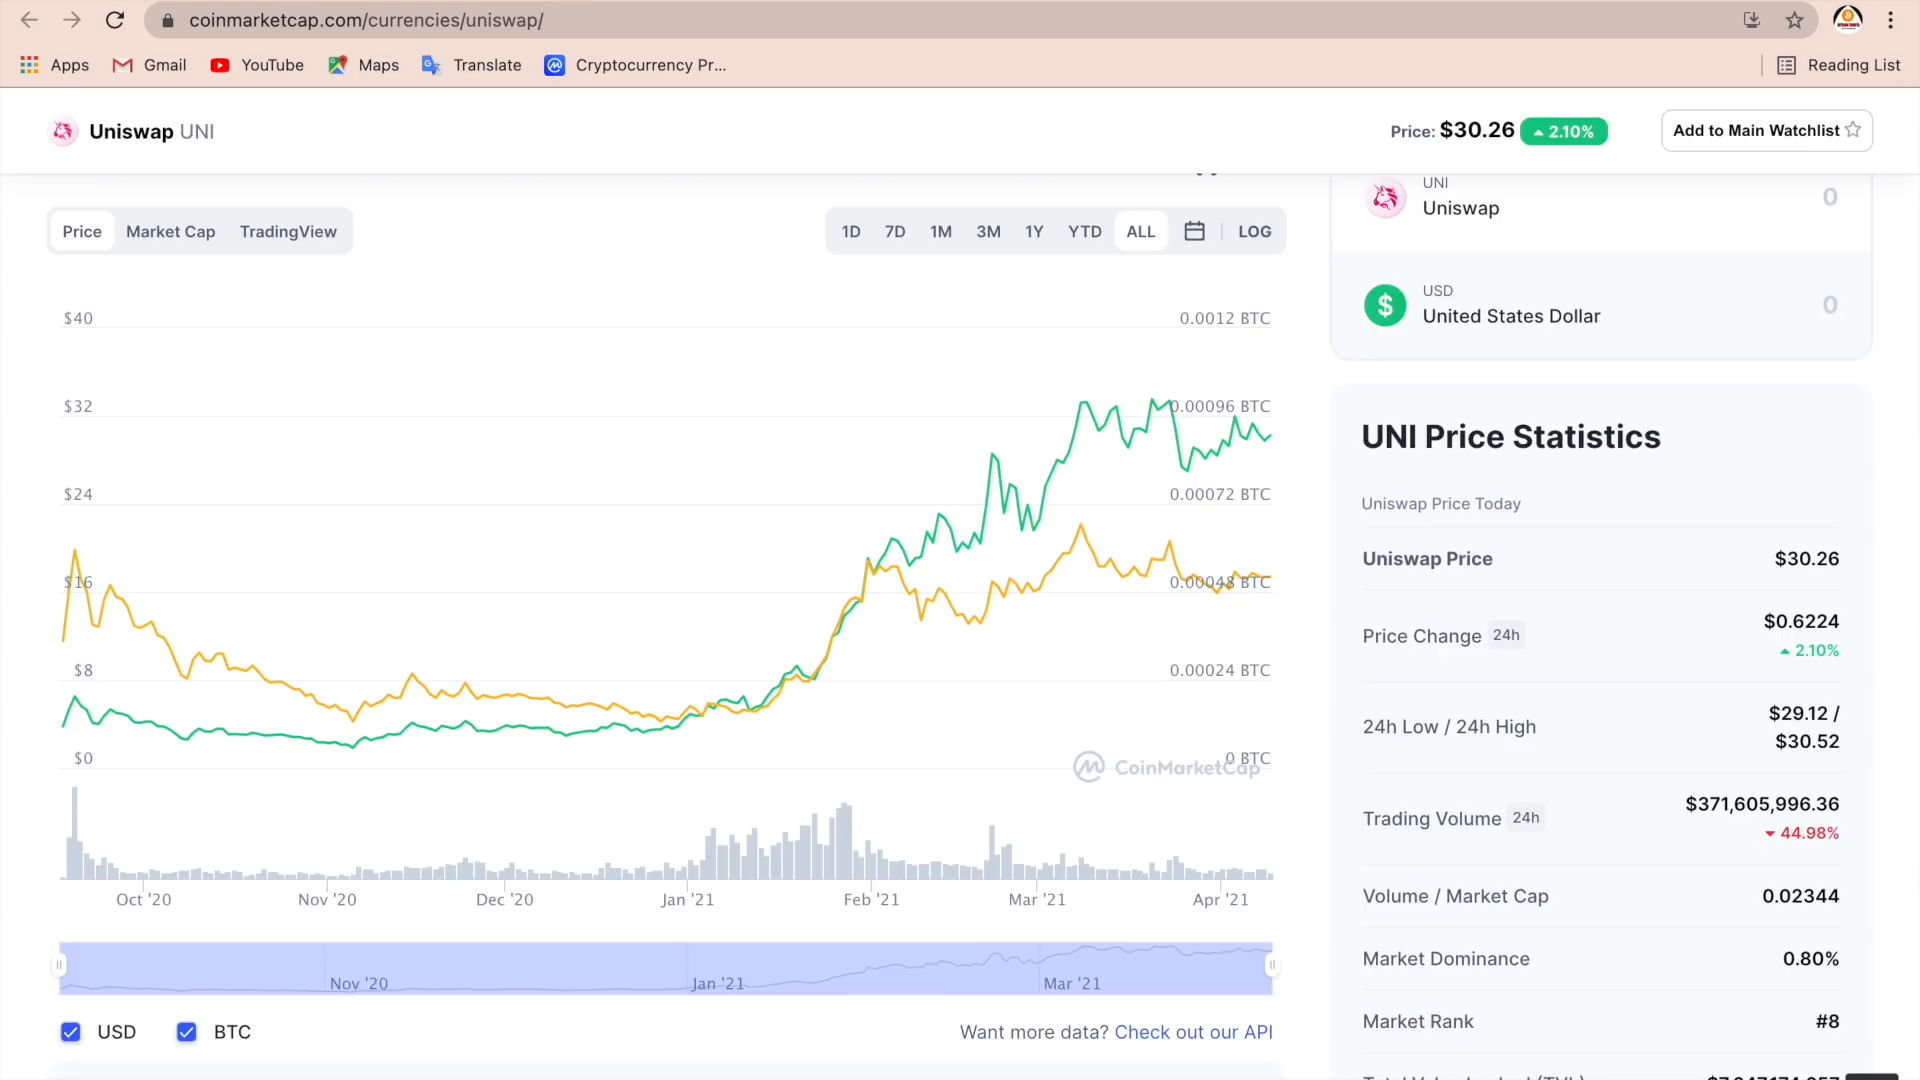 coinmarketcap.com/currencies/uniswap/
Apps Gmail YouTube Maps Translate Cryptocurrency Pr... Reading List
Uniswap UNI
Price: $30.26 2.10%
Add to Main Watchlist
Price Market Cap TradingView
1D 7D 1M 3M 1Y YTD ALL LOG
$40 0.0012 BTC
$32 0.00096 BTC
$24 0.00072 BTC
$16 0.00048 BTC
$8 0.00024 BTC
$0 0 BTC
CoinMarketCap
Oct '20 Nov '20 Dec '20 Jan '21 Feb '21 Mar '21 Apr '21
Nov '20 Jan '21 Mar '21
USD BTC
Want more data? Check out our API
UNI
Uniswap 0
USD
United States Dollar 0
UNI Price Statistics
Uniswap Price Today
Uniswap Price $30.26
Price Change 24h $0.6224
2.10%
24h Low / 24h High $29.12 /
$30.52
Trading Volume 24h $371,605,996.36
44.98%
Volume / Market Cap 0.02344
Market Dominance 0.80%
Market Rank #8